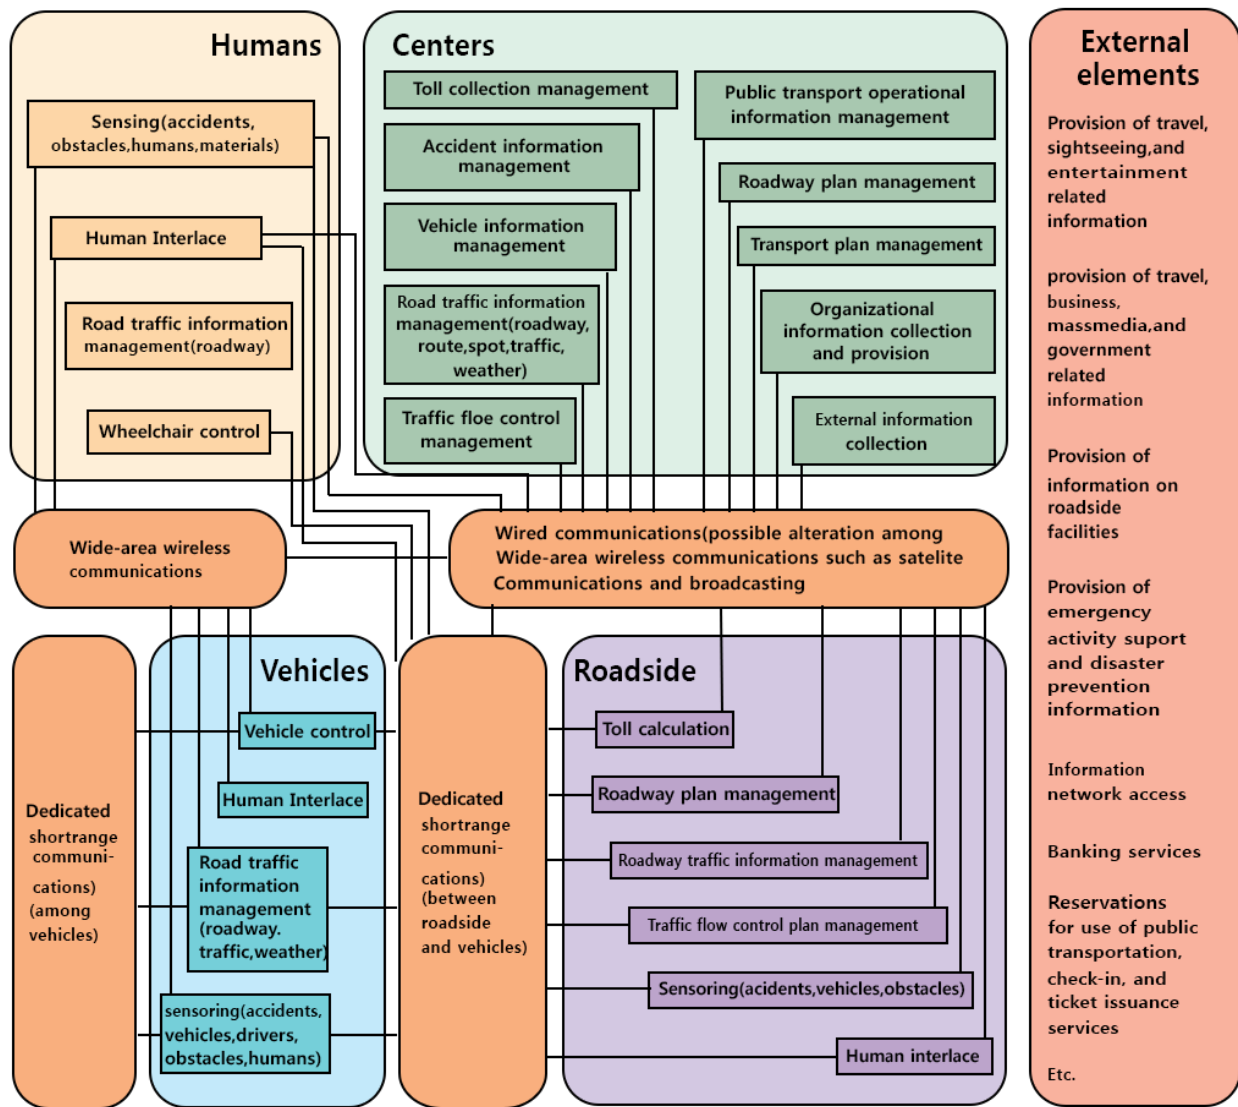 Humans
Sensing(accidents,
obstacles,humans,materials)
Human Interlace
Road traffic information
management(roadway)
Wheelchair control
Centers
Toll collection management
Accident information
management
Vehicle information
management
Road traffic information
management(roadway,
route,spot,traffic,
weather)
Traffic floe control
management
Public transport operational
information management
Roadway plan management
Transport plan management
Organizational
information collection
and provision
External information
collection
External
elements
Provision of travel,
sightseeing,and
entertainment
related
information
provision of travel,
business,
massmedia,and
government
related
information
Provision of
information on
roadside
facilities
Provision of
emergency
activity suport
and disaster
prevention
information
Information
network access
Banking services
Reservations
for use of public
transportation,
check-in, and
ticket issuance
services
Etc.
Wide-area wireless
communications
Wired communications(possible alteration among
Wide-area wireless communications such as satelite
Communications and broadcasting
Dedicated
shortrange
communi-
cations)
(among
vehicles)
Vehicles
Vehicle control
Human Interlace
Road traffic
information
management
(roadway.
traffic,weather)
sensoring(accidents,
vehicles,drivers,
obstacles,humans)
Dedicated
shortrange
communi-
cations)
(between
roadside
and vehicles)
Roadside
Toll calculation
Roadway plan management
Roadway traffic information management
Traffic flow control plan management
Sensoring(acidents,vehicles,obstacles)
Human interlace